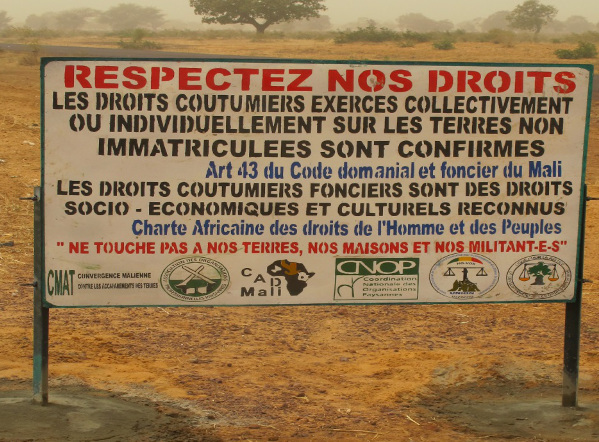 RESPECTEZ NOS DROITS
LES DROITS COUTUMIERS EXERCES COLLECTIVEMENT
OU INDIVIDUELLEMENT SUR LES TERRES NON
IMMATRICULEES SONT CONFIRMES
Art 43 du Code domanial et foncier du Mali
LES DROITS COUTUMIERS FONCIERS SONT DES DROITS
SOCIO - ECONOMIQUES ET CULTURELS RECONNUS
Charte Africaine des droits de l'Homme et des Peuples
" NE TOUCHE PAS A NOS TERRES, NOS MAISONS ET NOS MILITANT-E-S"
CMAT CONVERGENCE MALIENNE
CONTRE LES ACCAPAREMENTS DES TERRES
CAD
Mali
CNOP
Coordination
Nationale des
Organisations
Paysannes